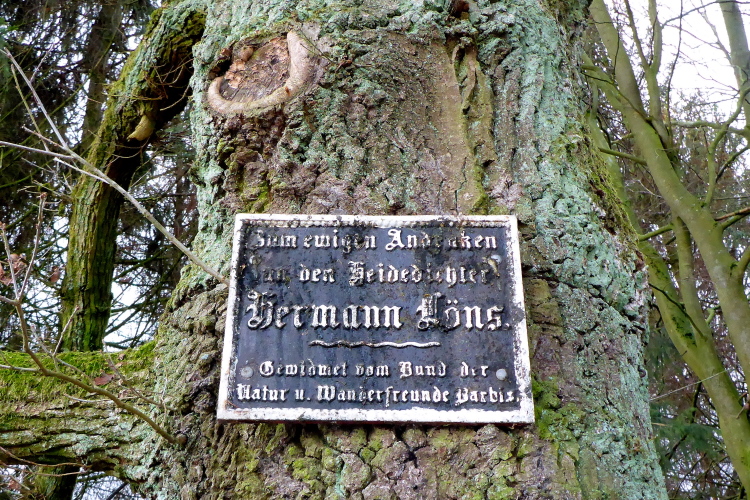 Zum ewigen Andenken
an den Heidedichter
Hermann Löns.
Gewidmet vom Bund der
Natur u. Wanderfreunde Barbis.